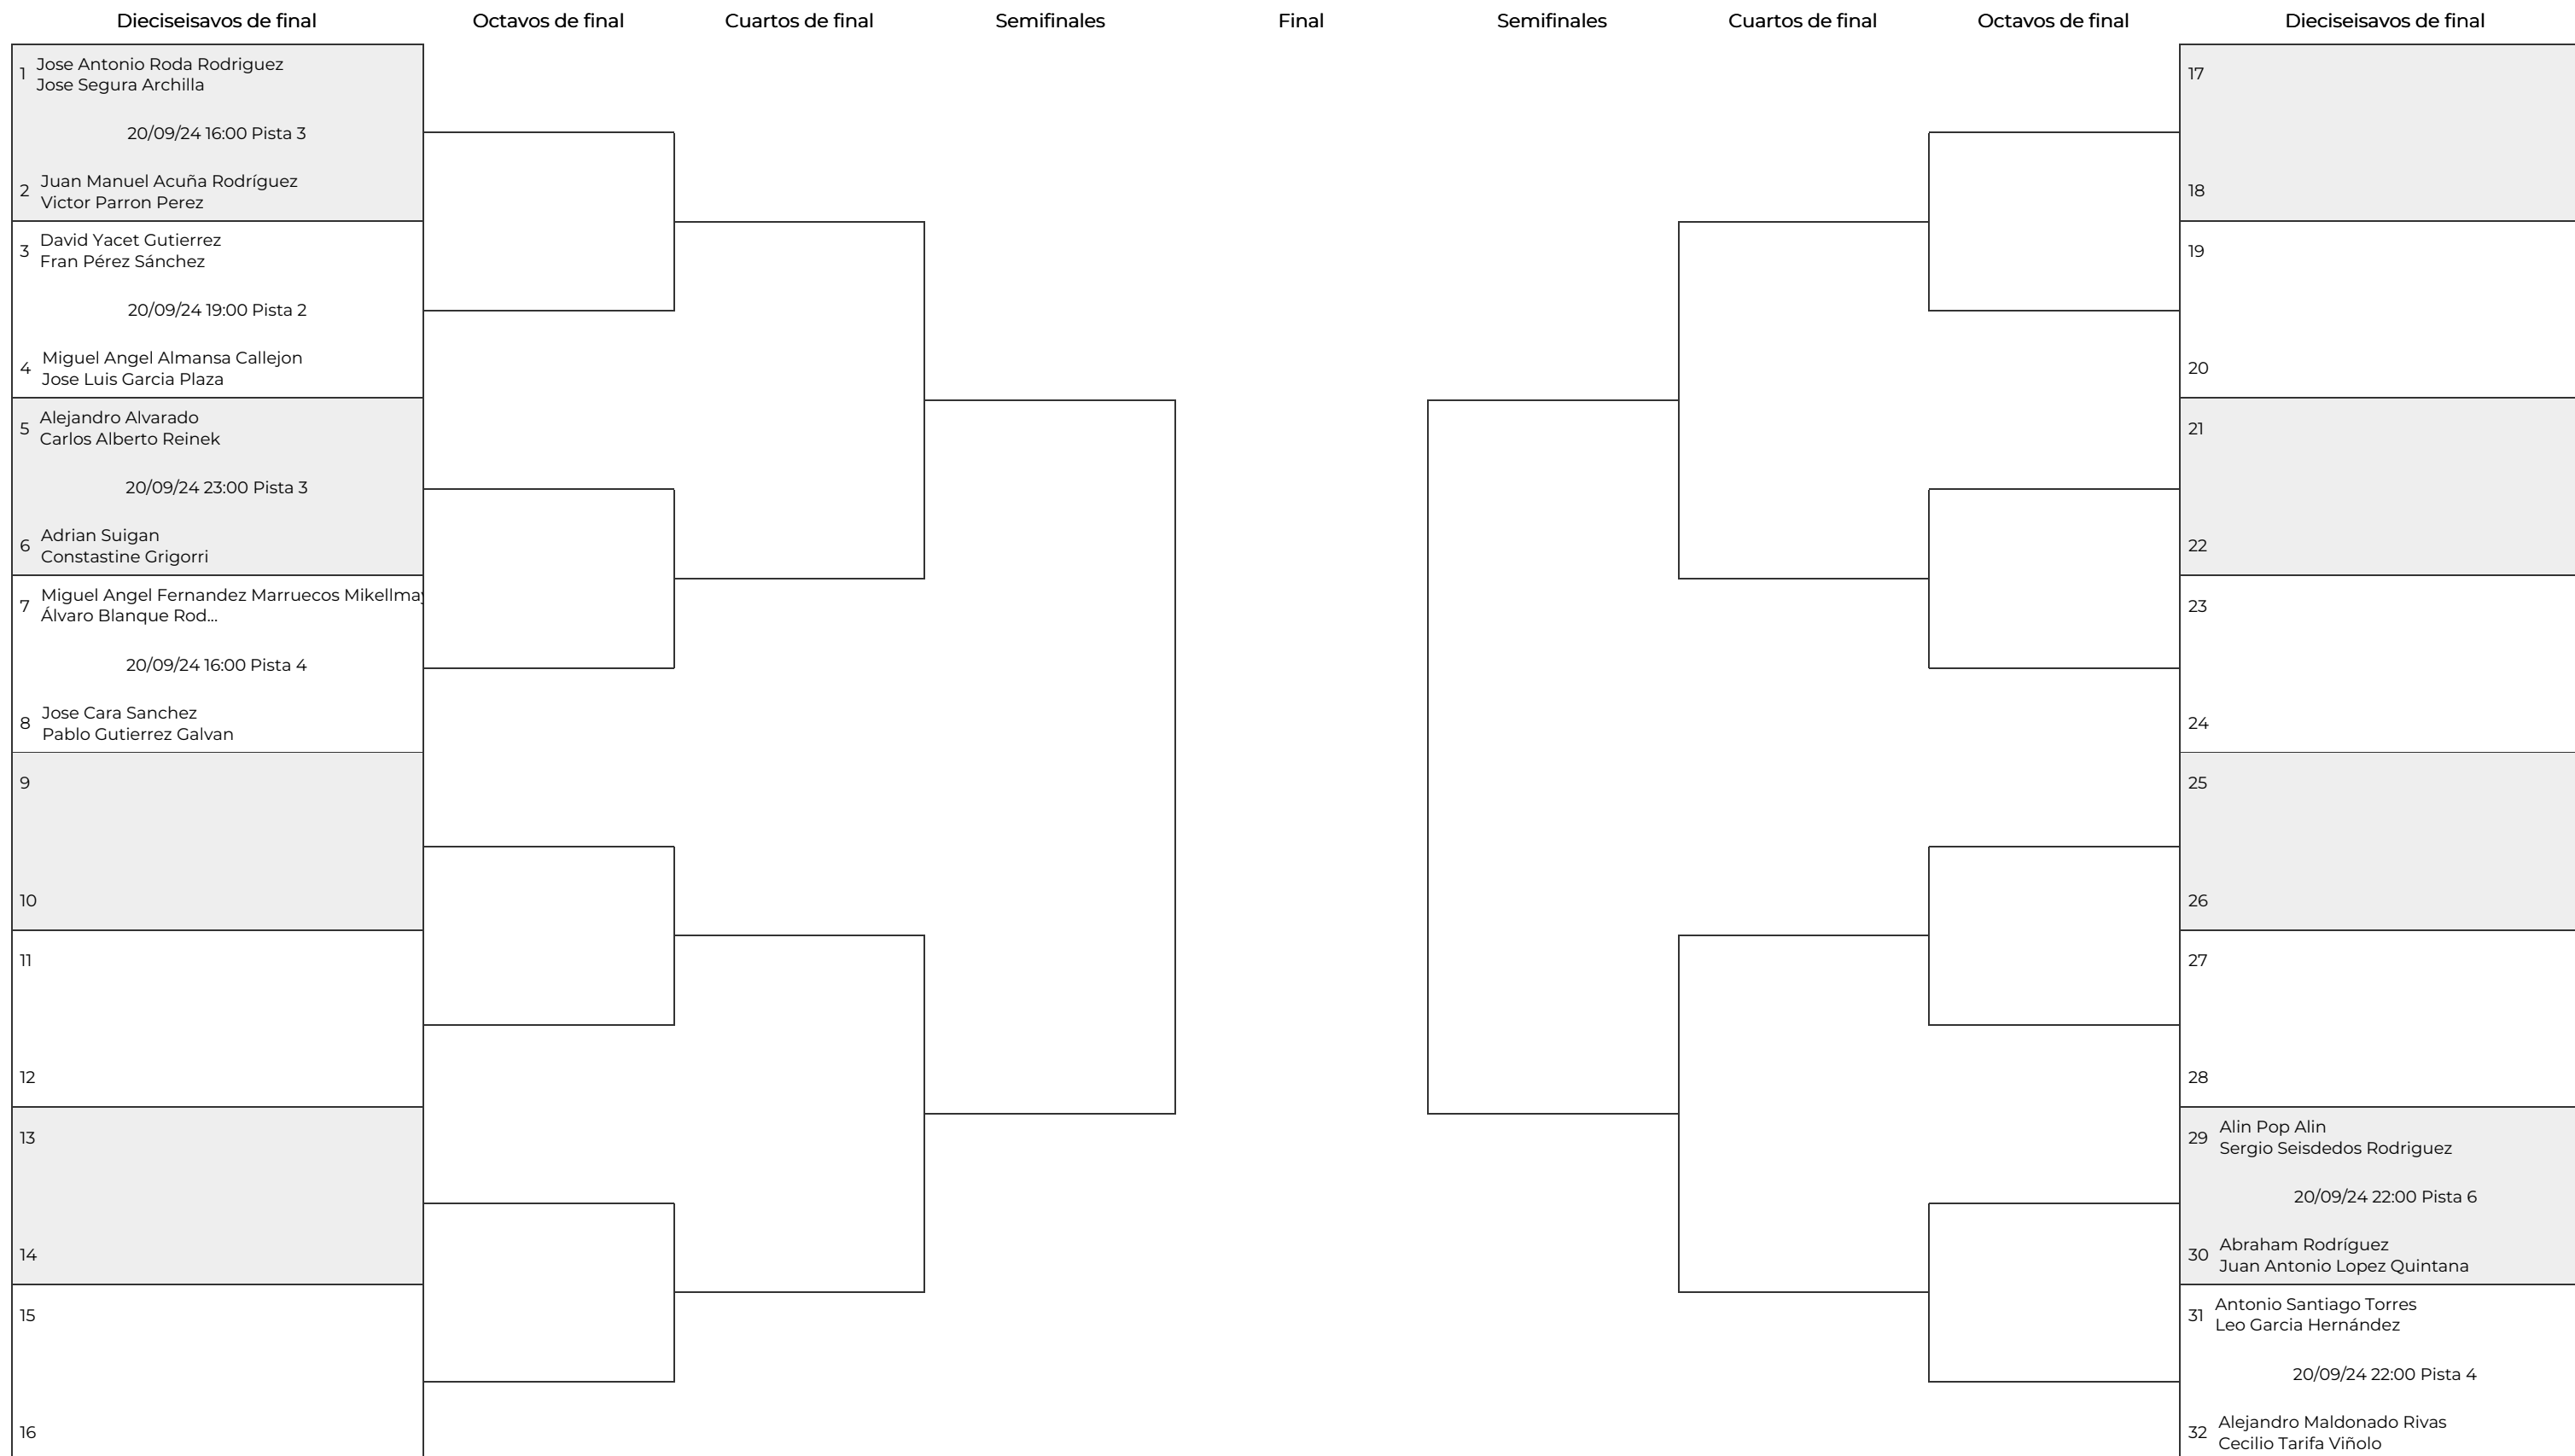 Dieciseisavos de final
Octavos de final
Cuartos de final
Semifinales
Final
Semifinales
Cuartos de final
Octavos de final
Dieciseisavos de final
1
Jose Antonio Roda Rodriguez
Jose Segura Archilla
20/09/24 16:00 Pista 3
2
Juan Manuel Acuña Rodríguez
Victor Parron Perez
3
David Yacet Gutierrez
Fran Pérez Sánchez
20/09/24 19:00 Pista 2
4
Miguel Angel Almansa Callejon
Jose Luis Garcia Plaza
5
Alejandro Alvarado
Carlos Alberto Reinek
20/09/24 23:00 Pista 3
6
Adrian Suigan
Constastine Grigorri
7
Miguel Angel Fernandez Marruecos Mikellmay
Álvaro Blanque Rod...
20/09/24 16:00 Pista 4
8
Jose Cara Sanchez
Pablo Gutierrez Galvan
9
10
11
12
13
14
15
16
17
18
19
20
21
22
23
24
25
26
27
28
29
Alin Pop Alin
Sergio Seisdedos Rodriguez
20/09/24 22:00 Pista 6
30
Abraham Rodríguez
Juan Antonio Lopez Quintana
31
Antonio Santiago Torres
Leo Garcia Hernández
20/09/24 22:00 Pista 4
32
Alejandro Maldonado Rivas
Cecilio Tarifa Viñolo